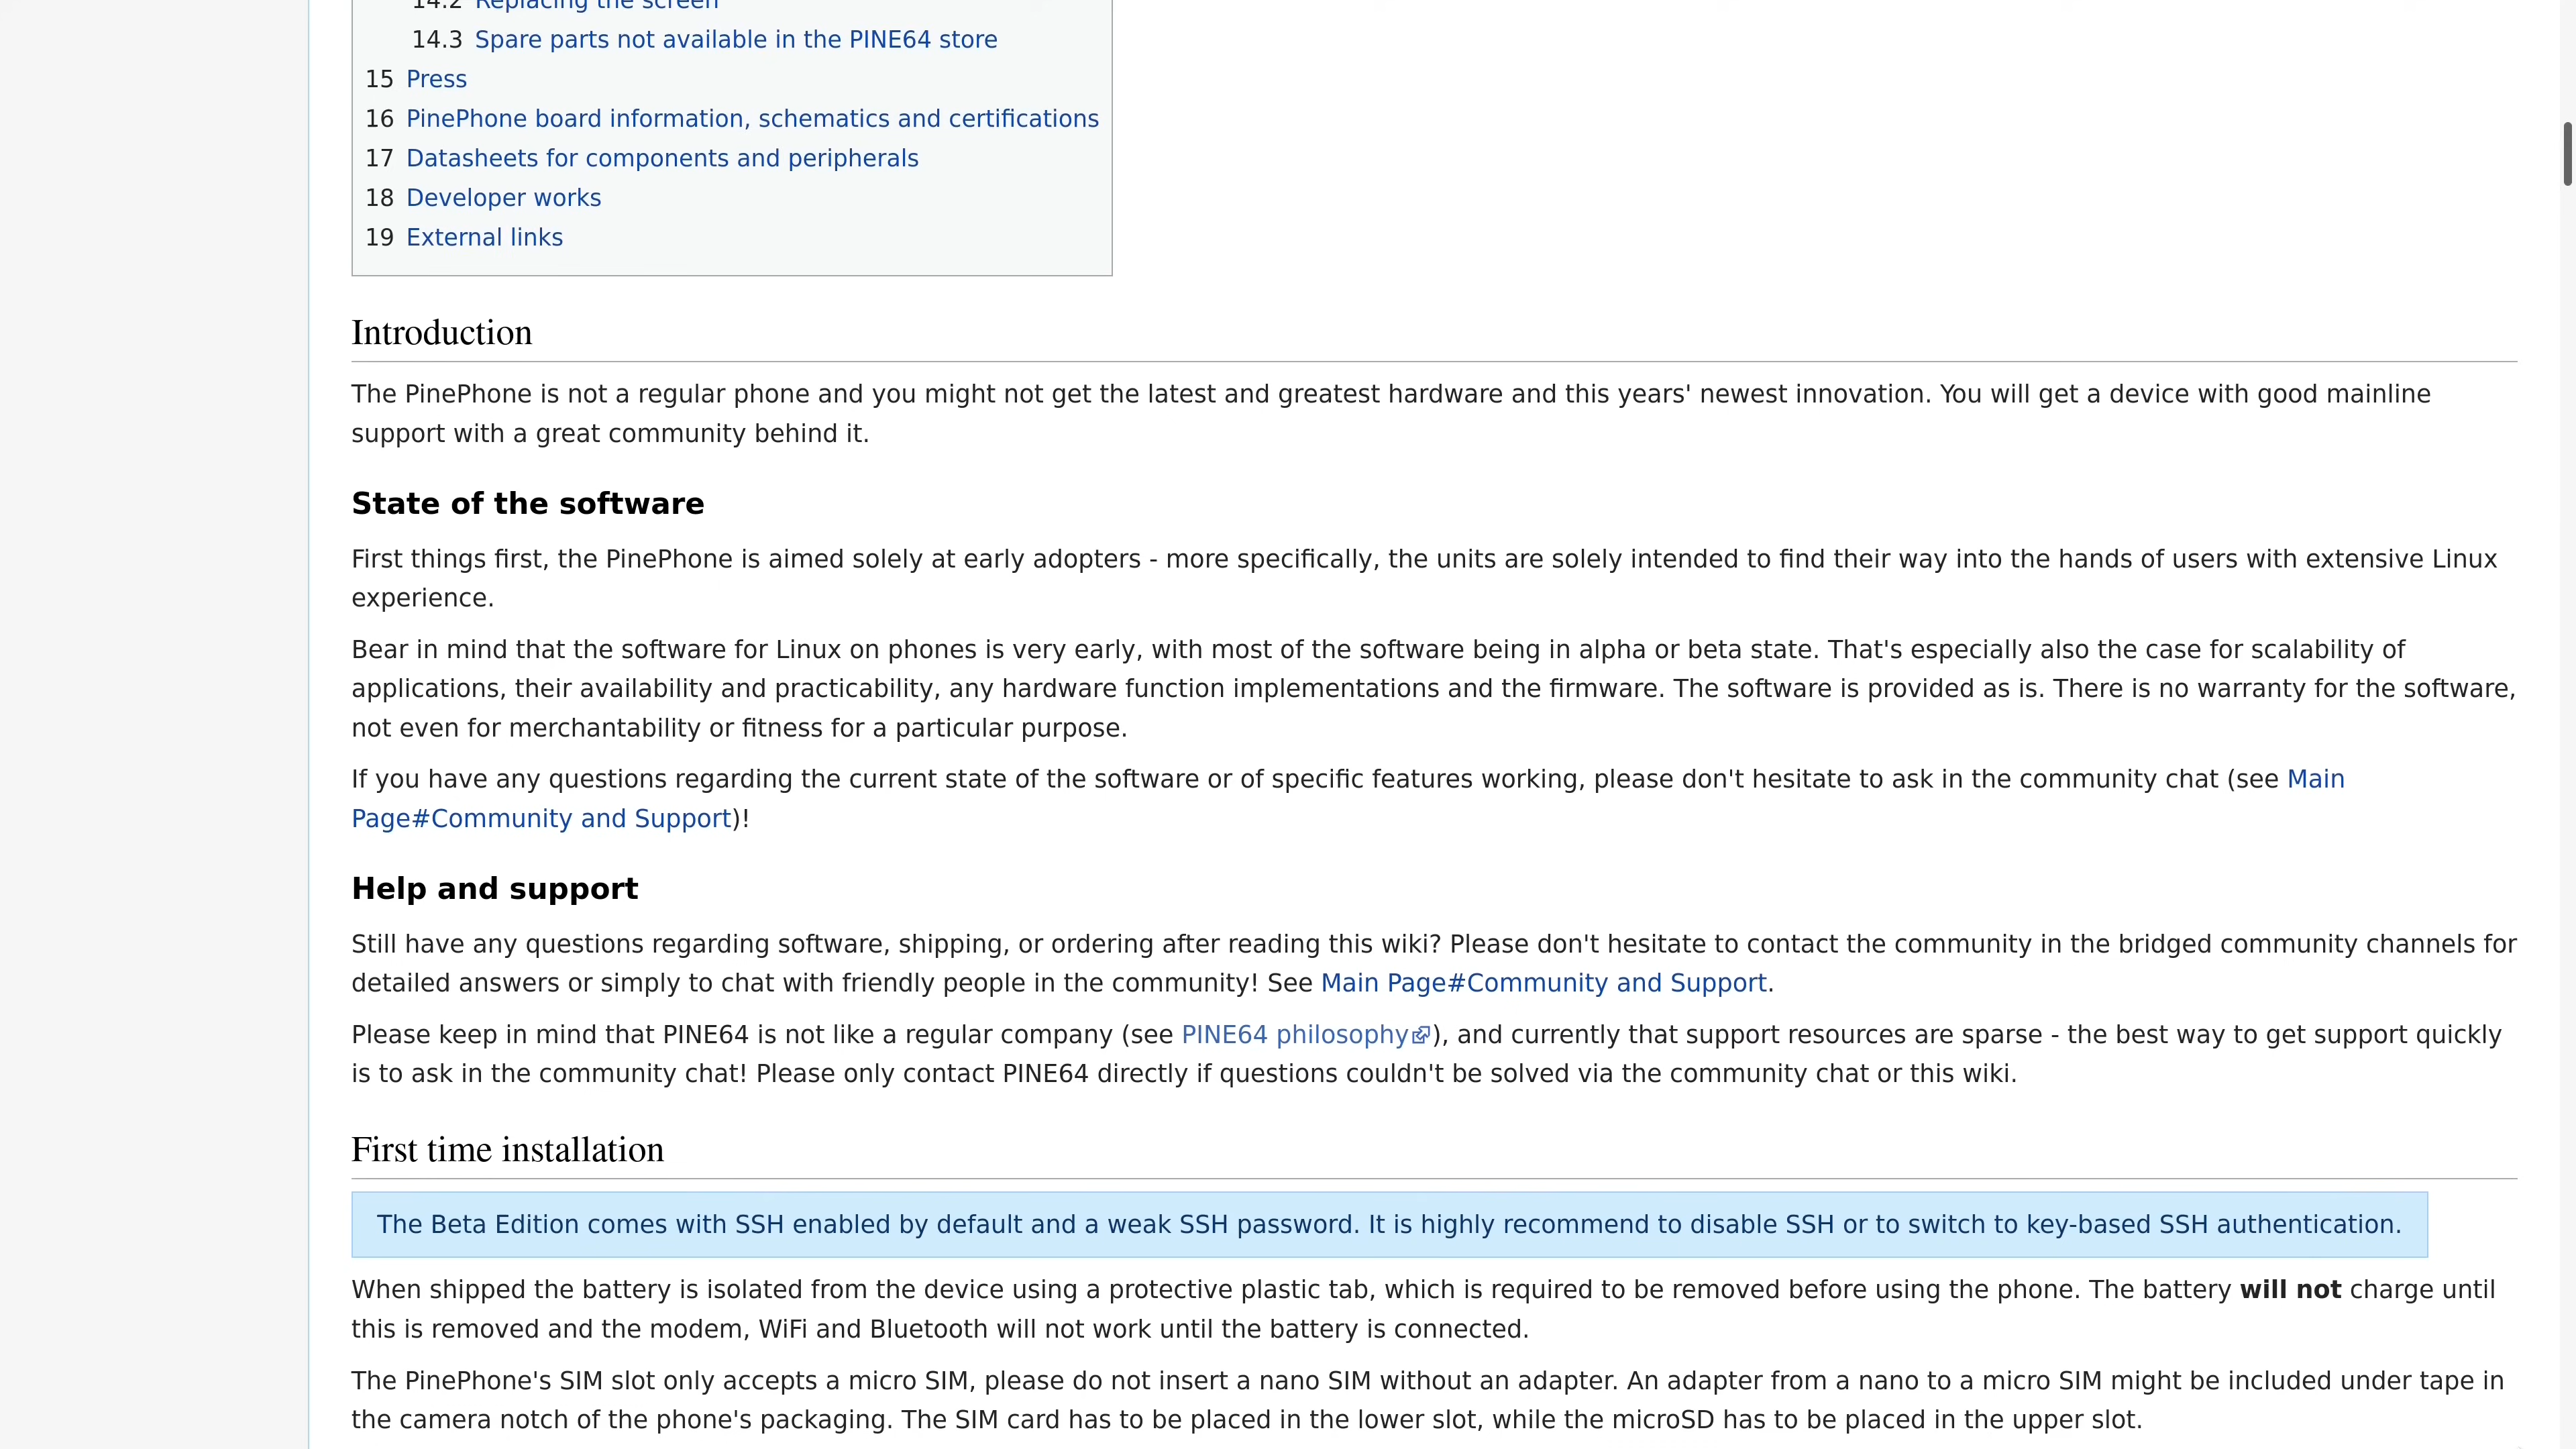 14.2 Replacing the screen
14.3 Spare parts not available in the PINE64 store
15 Press
16 PinePhone board information, schematics and certifications
17 Datasheets for components and peripherals
18 Developer works
19 External links
Introduction
The PinePhone is not a regular phone and you might not get the latest and greatest hardware and this years' newest innovation. You will get a device with good mainline
support with a great community behind it.
State of the software
First things first, the PinePhone is aimed solely at early adopters - more specifically, the units are solely intended to find their way into the hands of users with extensive Linux
experience.
Bear in mind that the software for Linux on phones is very early, with most of the software being in alpha or beta state. That's especially also the case for scalability of
applications, their availability and practicability, any hardware function implementations and the firmware. The software is provided as is. There is no warranty for the software,
not even for merchantability or fitness for a particular purpose.
If you have any questions regarding the current state of the software or of specific features working, please don't hesitate to ask in the community chat (see Main
Page#Community and Support)!
Help and support
Still have any questions regarding software, shipping, or ordering after reading this wiki? Please don't hesitate to contact the community in the bridged community channels for
detailed answers or simply to chat with friendly people in the community! See Main Page#Community and Support.
Please keep in mind that PINE64 is not like a regular company (see PINE64 philosophy), and currently that support resources are sparse - the best way to get support quickly
is to ask in the community chat! Please only contact PINE64 directly if questions couldn't be solved via the community chat or this wiki.
First time installation
The Beta Edition comes with SSH enabled by default and a weak SSH password. It is highly recommend to disable SSH or to switch to key-based SSH authentication.
When shipped the battery is isolated from the device using a protective plastic tab, which is required to be removed before using the phone. The battery will not charge until
this is removed and the modem, WiFi and Bluetooth will not work until the battery is connected.
The PinePhone's SIM slot only accepts a micro SIM, please do not insert a nano SIM without an adapter. An adapter from a nano to a micro SIM might be included under tape in
the camera notch of the phone's packaging. The SIM card has to be placed in the lower slot, while the microSD has to be placed in the upper slot.